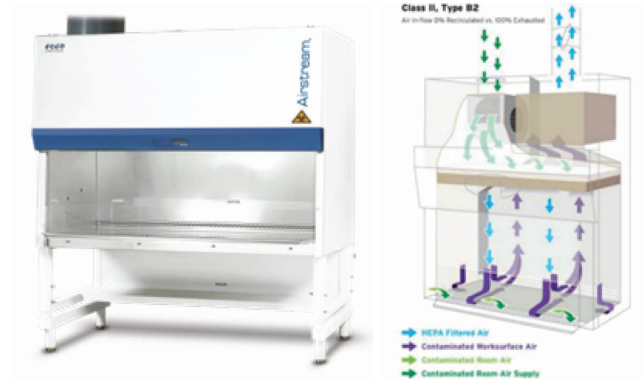 Airstream®
Class II, Type B2
Air in-flow 0% Recirculated vs. 100% Exhausted
HEPA Filtered Air
Contaminated Worksurface Air
Contaminated Room Air
Contaminated Room Air Supply